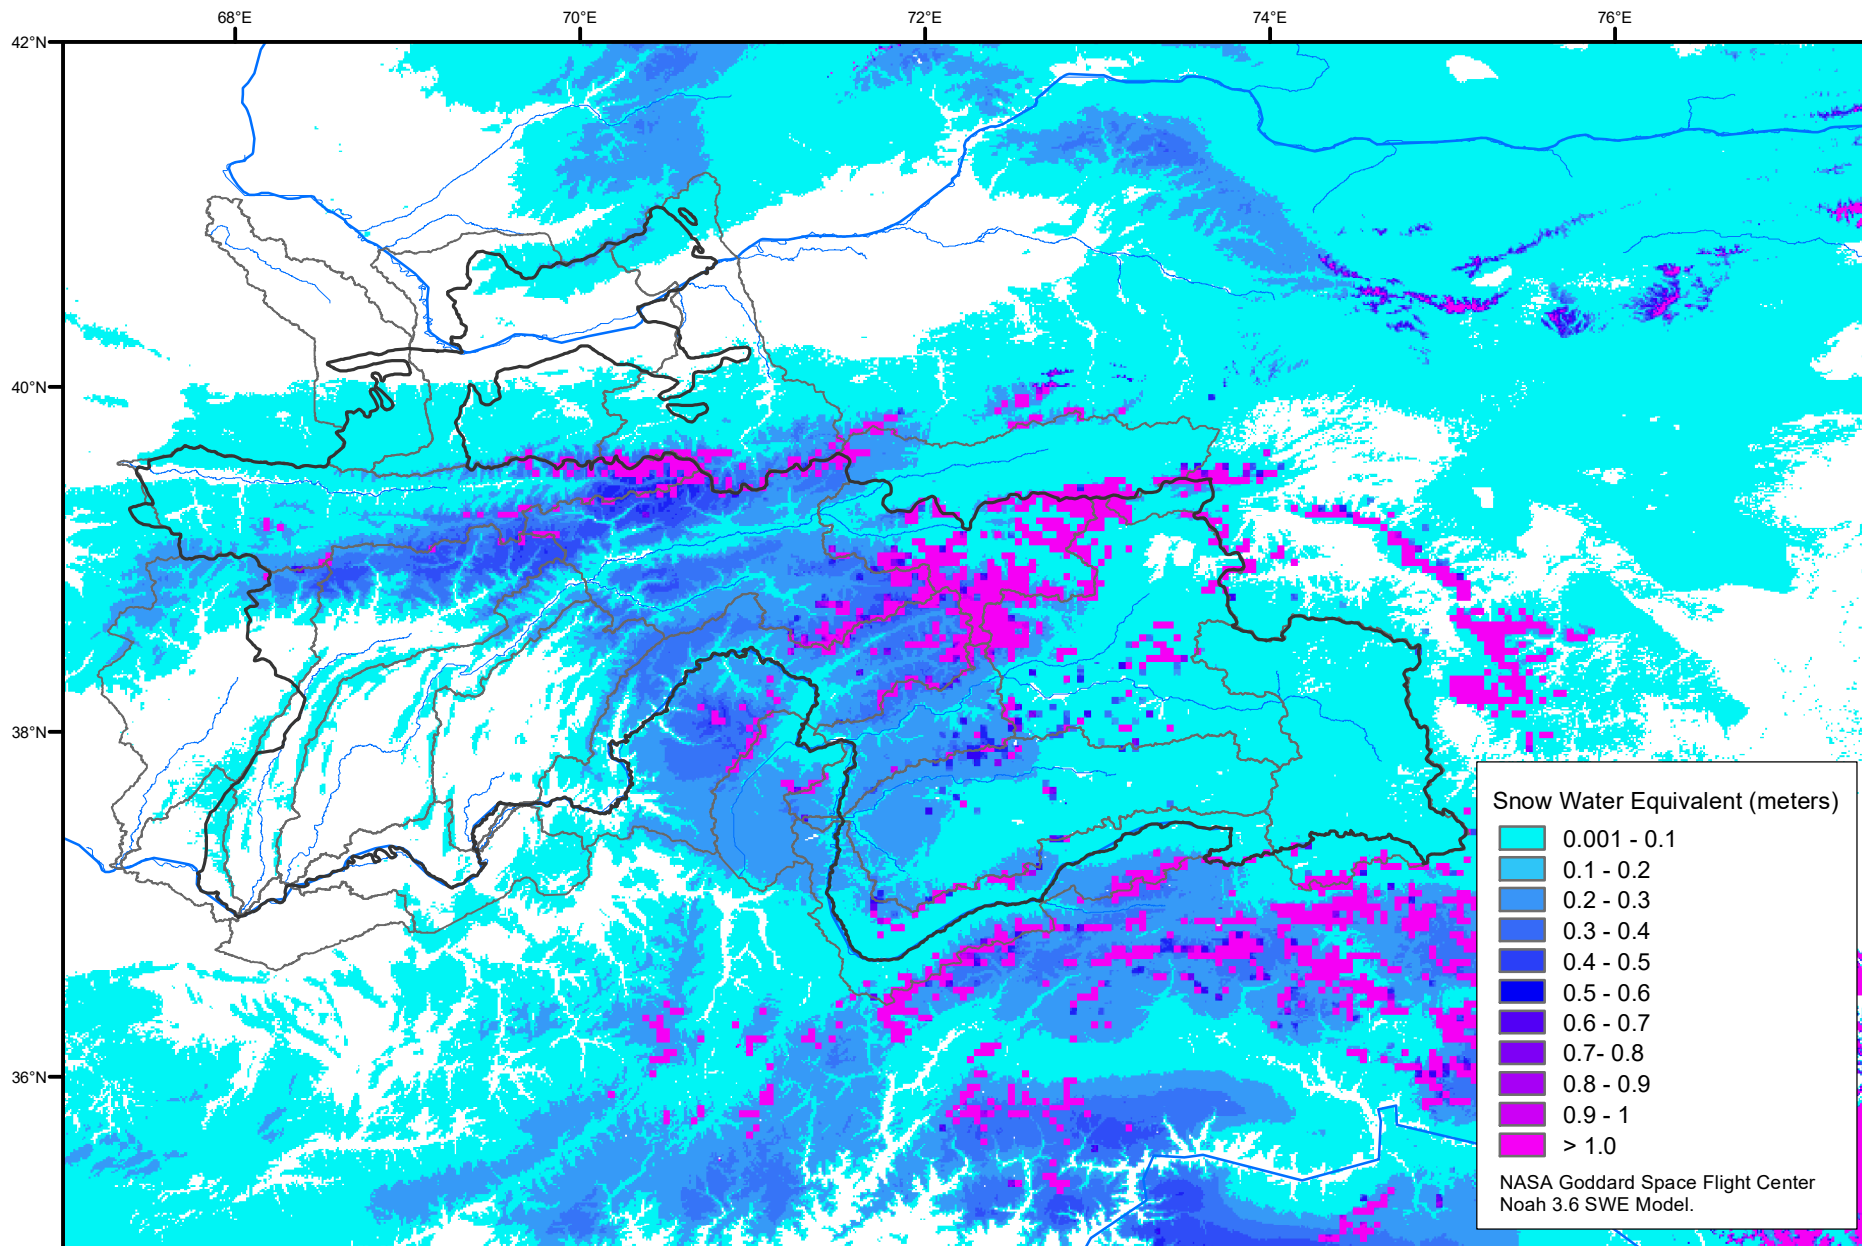 68°E 70°E 72°E 74°E 76°E
42°N
40°N
38°N
36°N
Snow Water Equivalent (meters)
0.001 - 0.1
0.1 - 0.2
0.2 - 0.3
0.3 - 0.4
0.4 - 0.5
0.5 - 0.6
0.6 - 0.7
0.7- 0.8
0.8 - 0.9
0.9 - 1
> 1.0
NASA Goddard Space Flight Center
Noah 3.6 SWE Model.